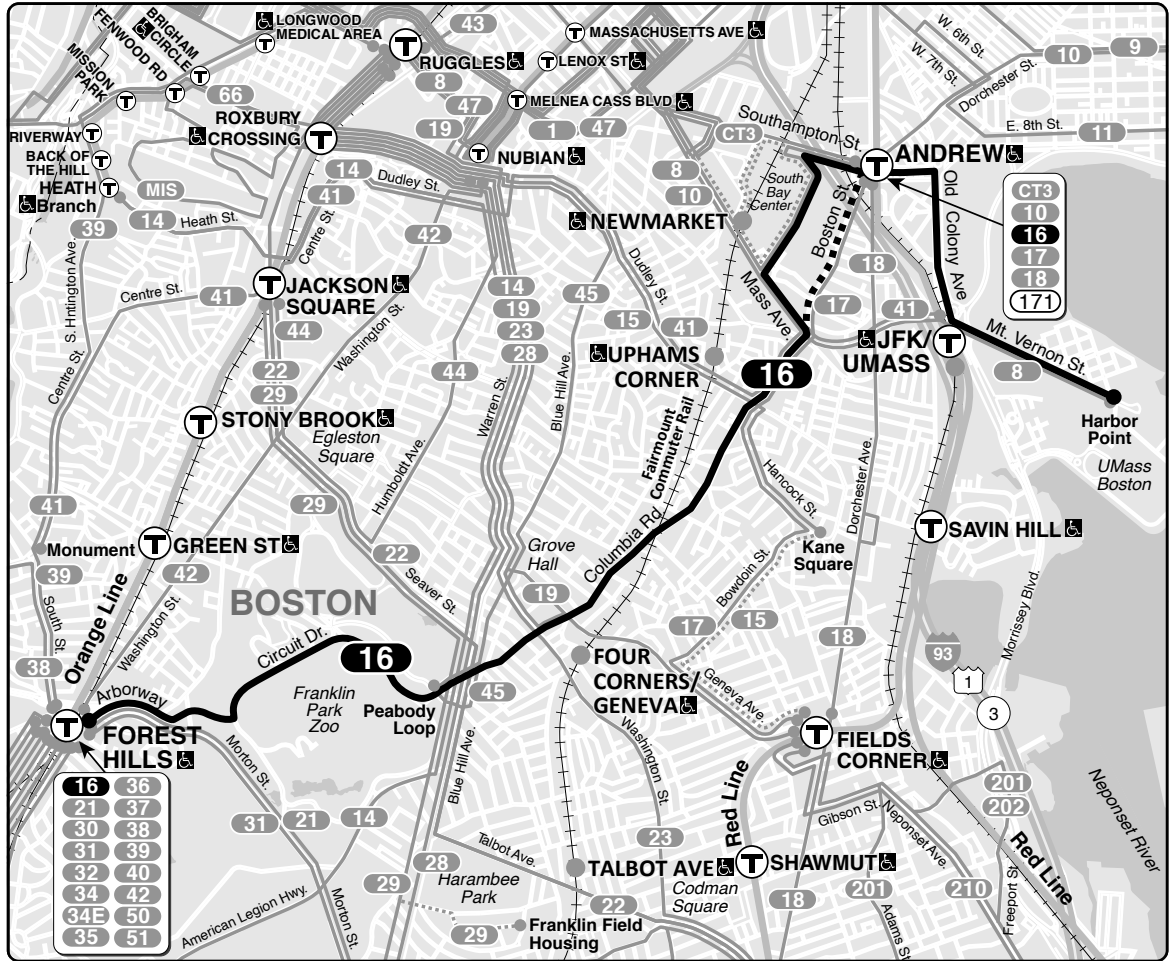 BRIGHAM
CIRCLE
FENWOOD RD
MISSION
PARK
LONGWOOD
MEDICAL AREA
43
T
RUGGLES
MASSACHUSETTS AVE
LENOX ST
MELNEA CASS BLVD
8
47
19
1
47
66
ROXBURY
CROSSING
RIVERWAY
BACK OF
THE HILL
HEATH
Branch
MIS
14
Heath St.
39
14
41
Dudley St.
NUBIAN
CT3
Southampton St.
W. 6th St.
W. 7th St.
Dorchester St.
10
9
E. 8th St.
11
ANDREW
CT3
10
16
17
18
171
8
10
South
Bay
Center
Boston St.
Old Colony Ave
NEWMARKET
Mass Ave.
18
17
41
JFK/
UMASS
Mt. Vernon St.
8
Harbor
Point
UMass
Boston
S. Hntington Ave.
Centre St.
Centre St.
41
Centre St.
JACKSON
SQUARE
44
22
29
Washington St.
42
14
19
23
28
45
Dudley St.
15
41
UPHAMS
CORNER
16
44
Warren St.
Blue Hill Ave.
Humboldt Ave.
STONY BROOK
Egleston
Square
Fairmount
Commuter Rail
Hancock St.
Dorchester Ave.
41
Monument
39
GREEN ST
42
29
22
Seaver St.
Grove
Hall
19
Columbia Rd
Kane
Square
Bowdoin St.
17
15
18
SAVIN HILL
Morrissey Blvd.
93
1
3
South St.
38
Orange Line
Washington St.
BOSTON
Circuit Dr.
16
Arborway
Franklin
Park
Zoo
Peabody
Loop
45
FOUR
CORNERS/
GENEVA
Geneva Ave.
FIELDS
CORNER
FOREST
HILLS
16 36
21 37
30 38
31 39
32 40
34 42
34E 50
35 51
Morton St.
31
21
14
Blue Hill Ave.
Washington St.
23
Red Line
Gibson St.
Neponset Ave.
201
202
Neponset River
American Legion Hwy.
Morton St.
28
29
Talbot Ave.
Harambee
Park
TALBOT AVE
Codman
Square
SHAWMUT
22
18
201
Adams St.
210
Freeport St.
Red Line
29
Franklin Field
Housing